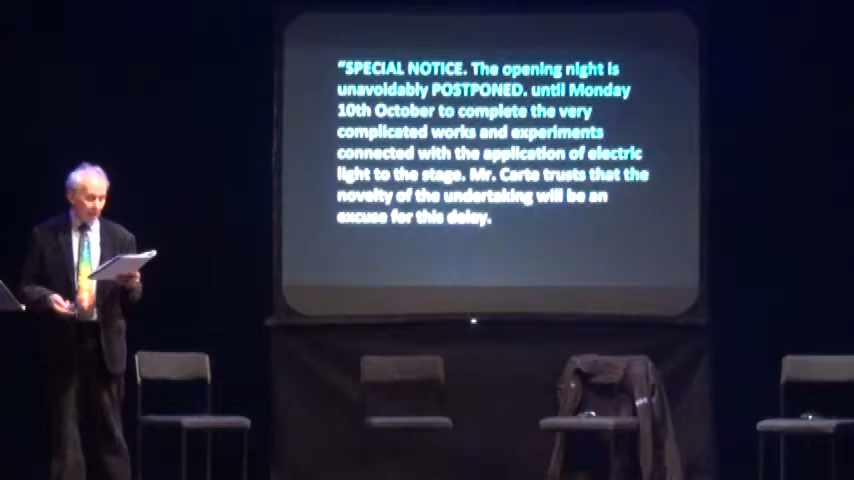 “SPECIAL NOTICE. The opening night is
unavoidably POSTPONED. until Monday
10th October to complete the very
complicated works and experiments
connected with the application of electric
light to the stage. Mr. Carte trusts that the
novelty of the undertaking will be an
excuse for this delay.